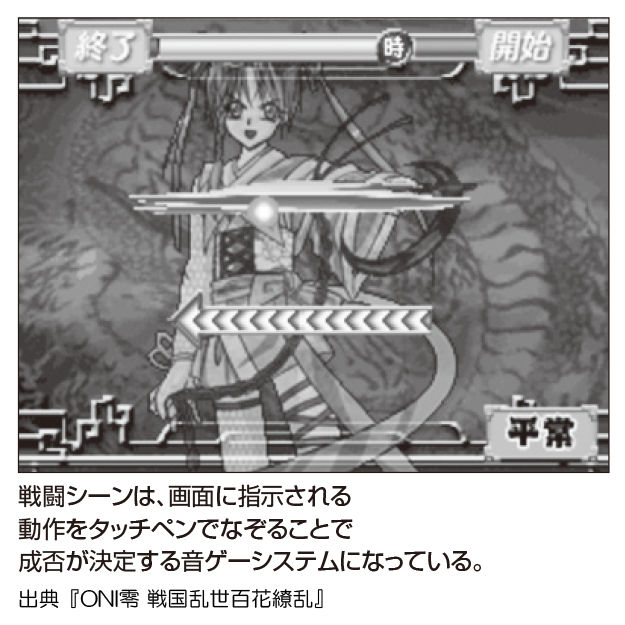 終了
時
開始
平常
戦闘シーンは、画面に指示される
動作をタッチペンでなぞることで
成否が決定する音ゲーシステムになっている。
出典『ONI零 戦国乱世百花繚乱』